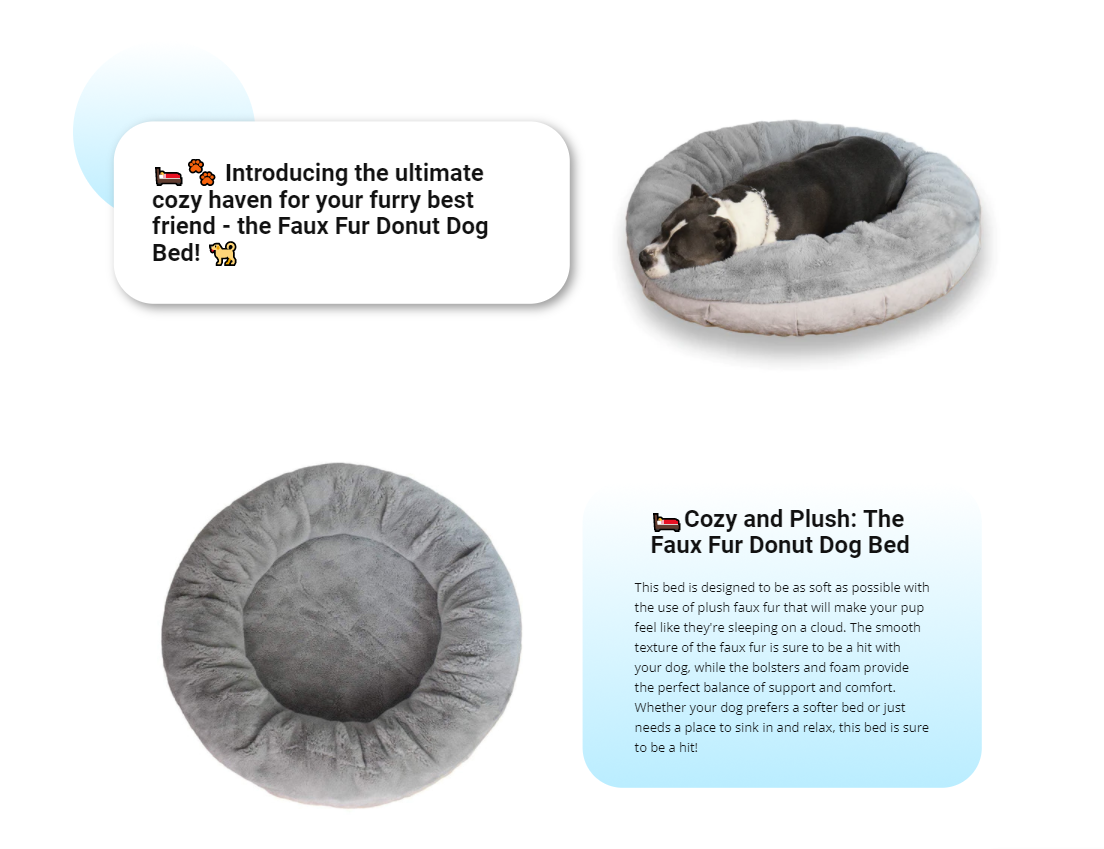 🛏️🐾 Introducing the ultimate
cozy haven for your furry best
friend - the Faux Fur Donut Dog
Bed! 🐕
🛏️Cozy and Plush: The
Faux Fur Donut Dog Bed
This bed is designed to be as soft as possible with
the use of plush faux fur that will make your pup
feel like they're sleeping on a cloud. The smooth
texture of the faux fur is sure to be a hit with
your dog, while the bolsters and foam provide
the perfect balance of support and comfort.
Whether your dog prefers a softer bed or just
needs a place to sink in and relax, this bed is sure
to be a hit!